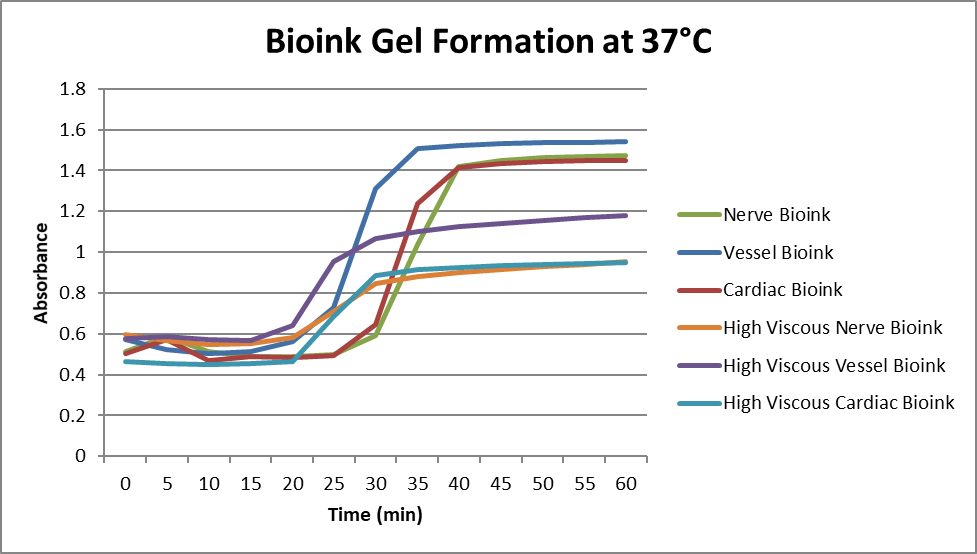 Bioink Gel Formation at 37°C
1.8
1.6
1.4
1.2
1
0.8
0.6
0.4
0.2
0
Absorbance
0 5 10 15 20 25 30 35 40 45 50 55 60
Time (min)
Nerve Bioink
Vessel Bioink
Cardiac Bioink
High Viscous Nerve Bioink
High Viscous Vessel Bioink
High Viscous Cardiac Bioink